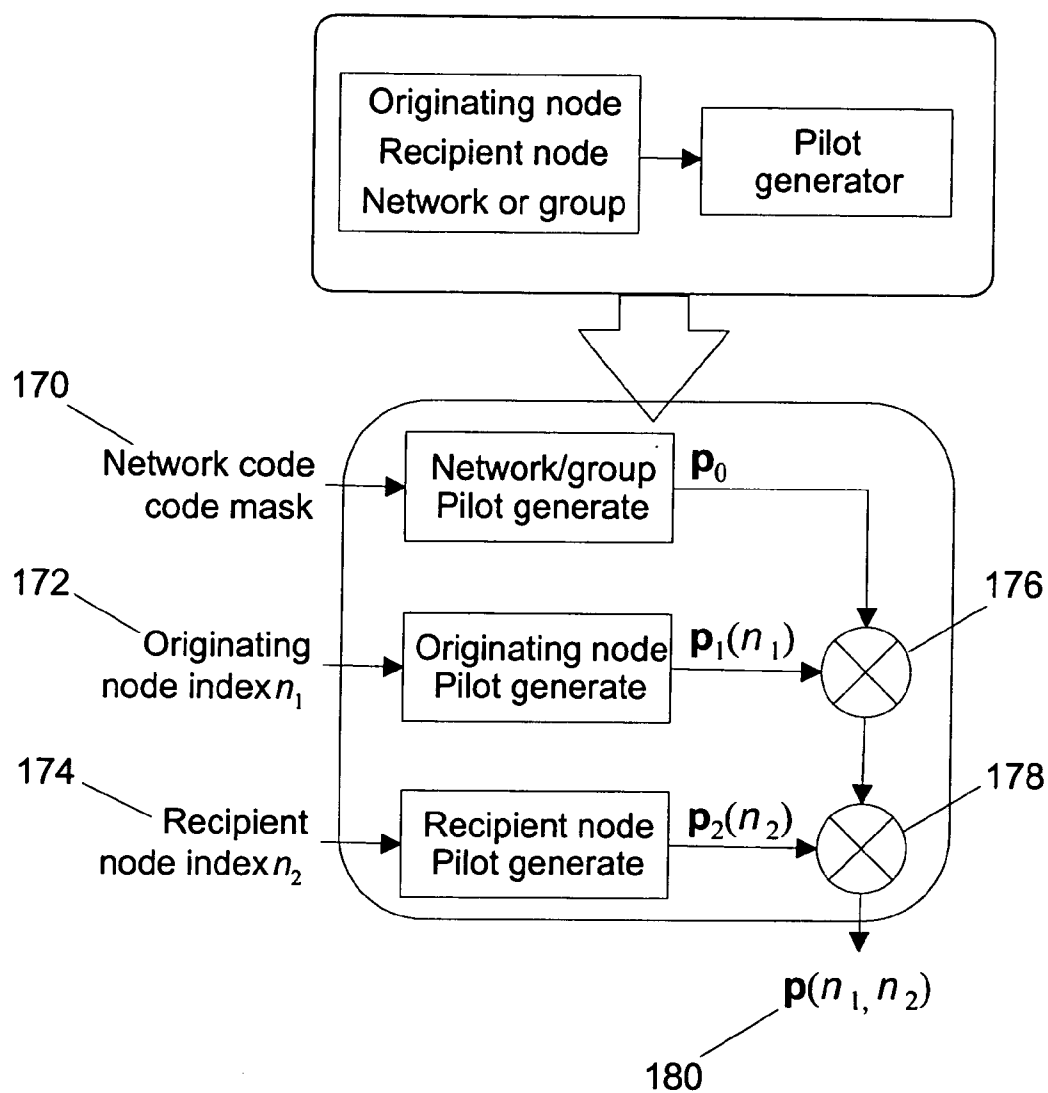 Originating node
Recipient node
Network or group
Pilot
generator
170
Network code
code mask
Network/group
Pilot generate
p0
172
Originating
node index n1
Originating node
Pilot generate
p1(n1)
176
174
Recipient
node index n2
Recipient node
Pilot generate
p2(n2)
178
p(n1, n2)
180